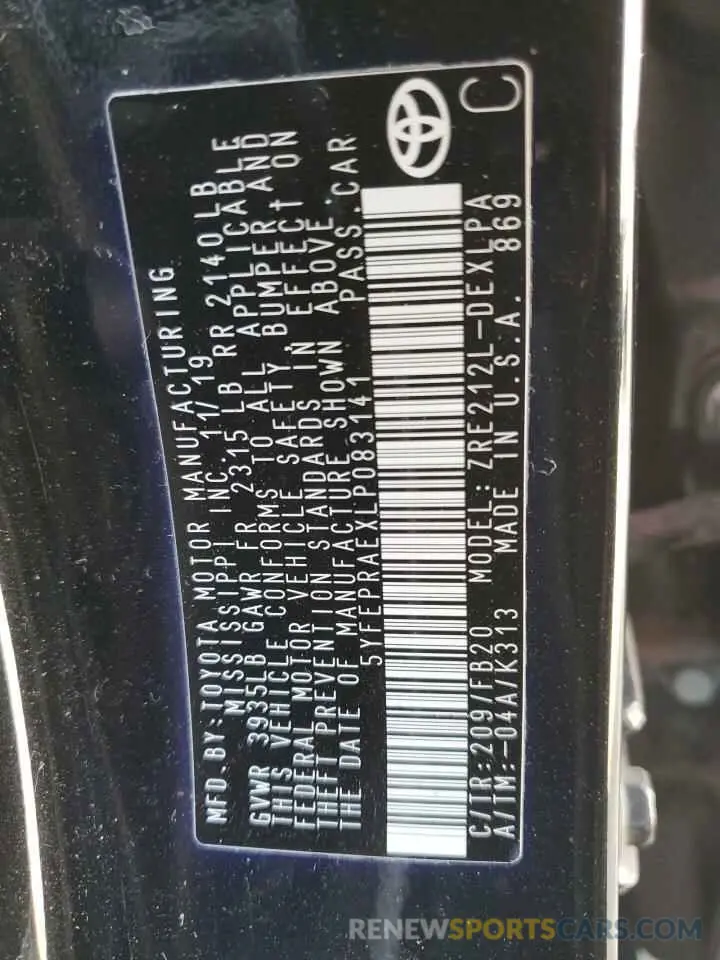 MFD.BY:TOYOTA MOTOR MANUFACTURING
MISSISSIPPI INC. 11/19
GVWR 3935LB GAWR FR 2315 LB RR 2140LB
THIS VEHICLE CONFORMS TO ALL APPLICABLE
FEDERAL MOTOR VEHICLE SAFETY, BUMPER AND
THEFT PREVENTION STANDARDS IN EFFECT ON
THE DATE OF MANUFACTURE SHOWN ABOVE.
5YFEPRAEXLP083141 PASS.CAR
C/TR:209/FB20 MODEL:ZRE212L-DEXLPA
A/TM:-04A/K313 MADE IN U.S.A. 869
C
RENEWSPORTSCARS.COM